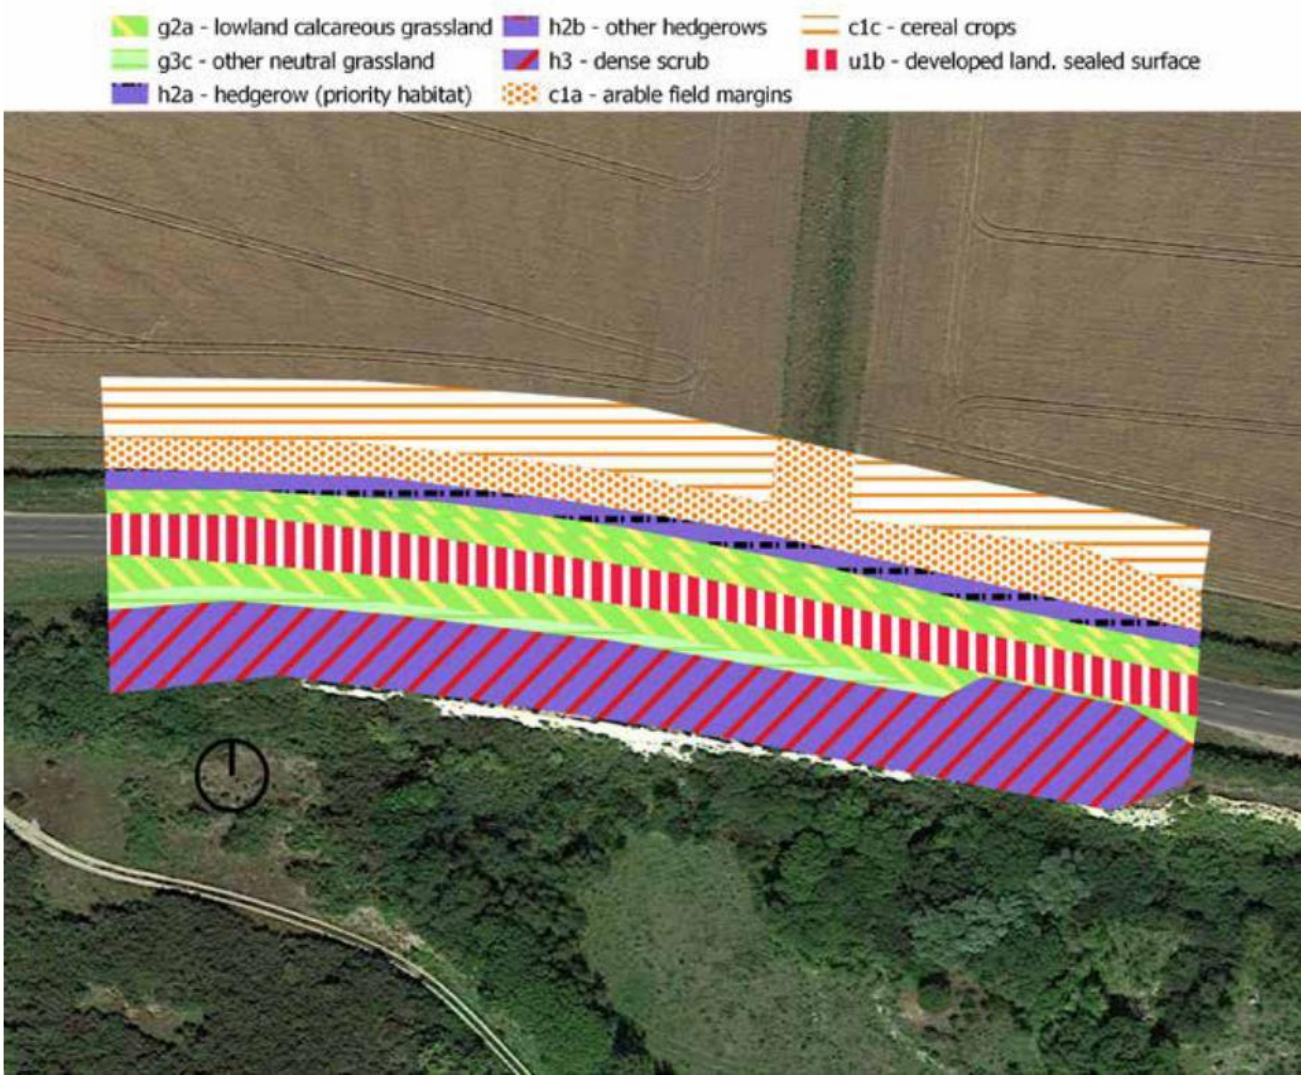 g2a - lowland calcareous grassland
h2b - other hedgerows
c1c - cereal crops
g3c - other neutral grassland
h3 - dense scrub
u1b - developed land. sealed surface
h2a - hedgerow (priority habitat)
c1a - arable field margins